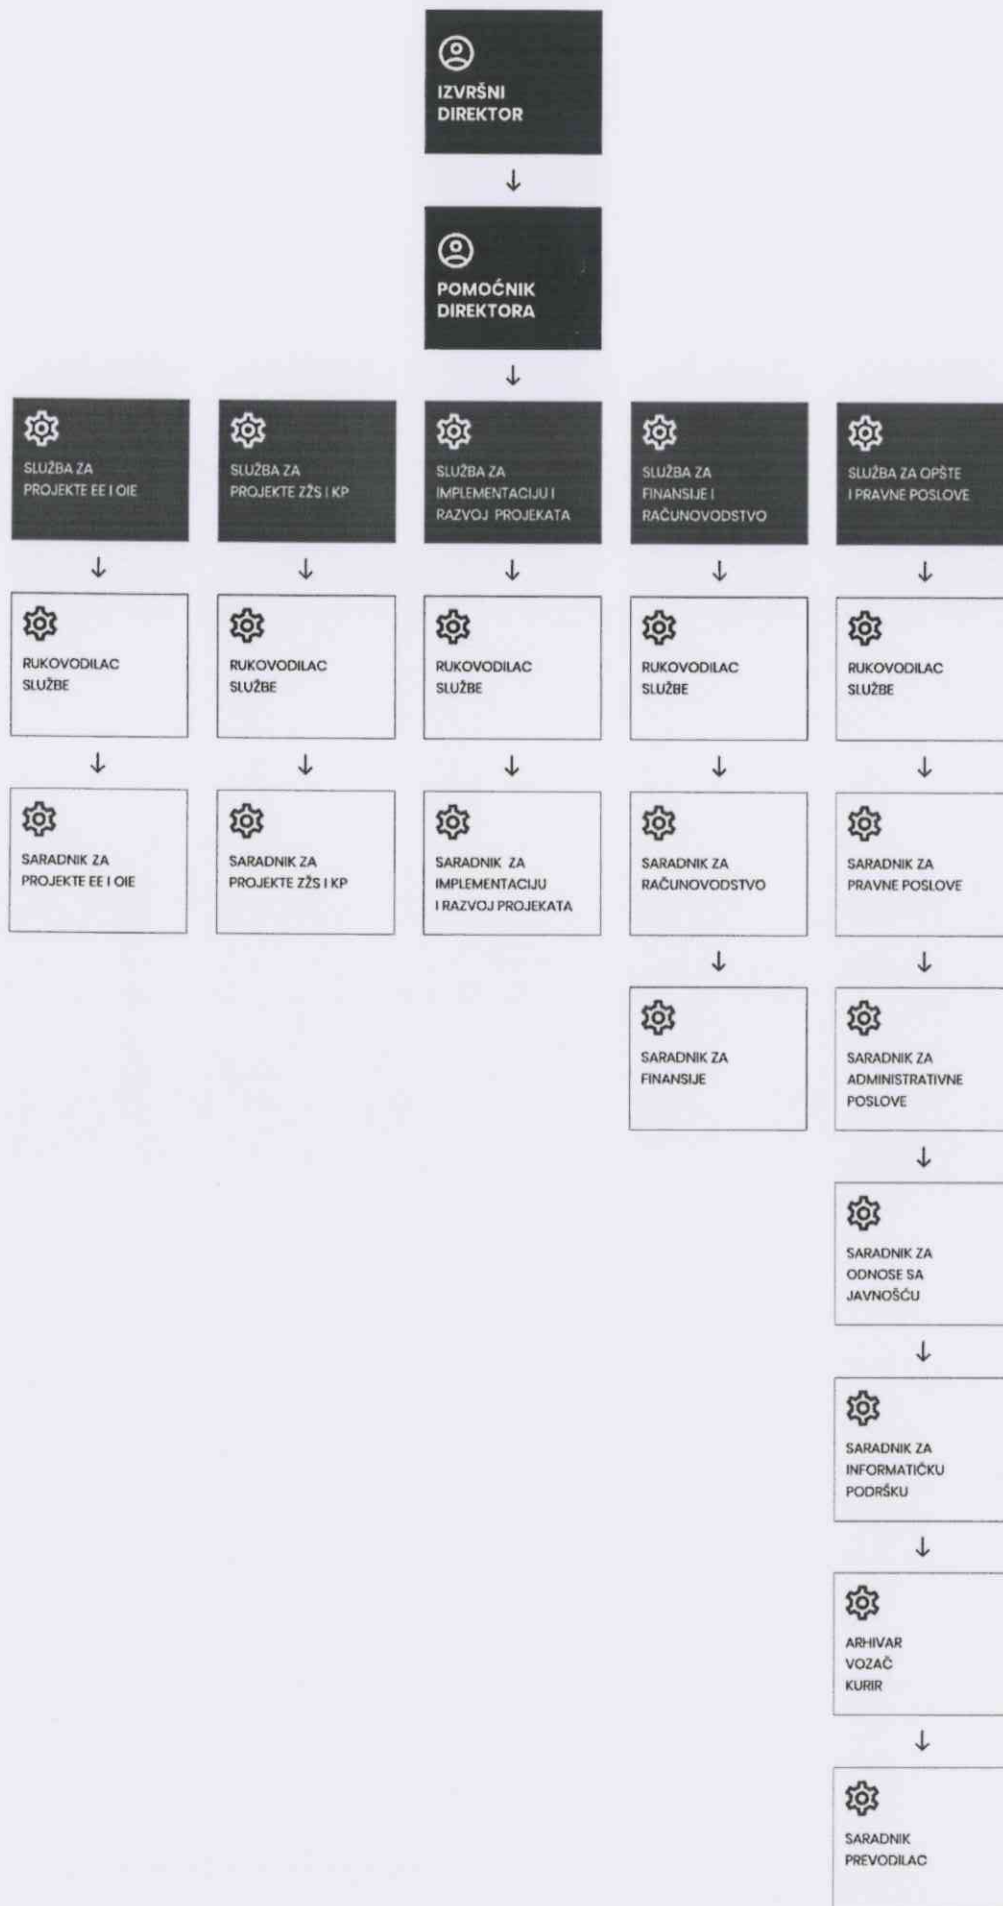 IZVRŠNI
DIREKTOR
POMOĆNIK
DIREKTORA
SLUŽBA ZA
PROJEKTE EE I OIE
SLUŽBA ZA
PROJEKTE ZŽS I KP
SLUŽBA ZA
IMPLEMENTACIJU I
RAZVOJ PROJEKATA
SLUŽBA ZA
FINANSIJE I
RAČUNOVODSTVO
SLUŽBA ZA OPŠTE
I PRAVNE POSLOVE
RUKOVODILAC
SLUŽBE
RUKOVODILAC
SLUŽBE
RUKOVODILAC
SLUŽBE
RUKOVODILAC
SLUŽBE
RUKOVODILAC
SLUŽBE
SARADNIK ZA
PROJEKTE EE I OIE
SARADNIK ZA
PROJEKTE ZŽS I KP
SARADNIK ZA
IMPLEMENTACIJU
I RAZVOJ PROJEKATA
SARADNIK ZA
RAČUNOVODSTVO
SARADNIK ZA
PRAVNE POSLOVE
SARADNIK ZA
FINANSIJE
SARADNIK ZA
ADMINISTRATIVNE
POSLOVE
SARADNIK ZA
ODNOSE SA
JAVNOŠĆU
SARADNIK ZA
INFORMATIČKU
PODRŠKU
ARHIVAR
VOZAČ
KURIR
SARADNIK
PREVODILAC